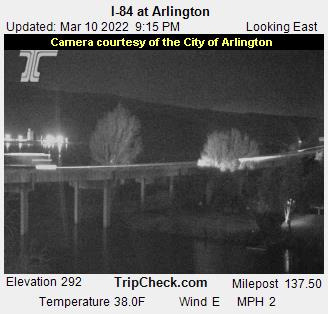 I-84 at Arlington
Updated: Mar 10 2022 9:15 PM Looking East
Camera courtesy of the City of Arlington
Elevation 292 TripCheck.com Milepost 137.50
Temperature 38.0F Wind E MPH 2